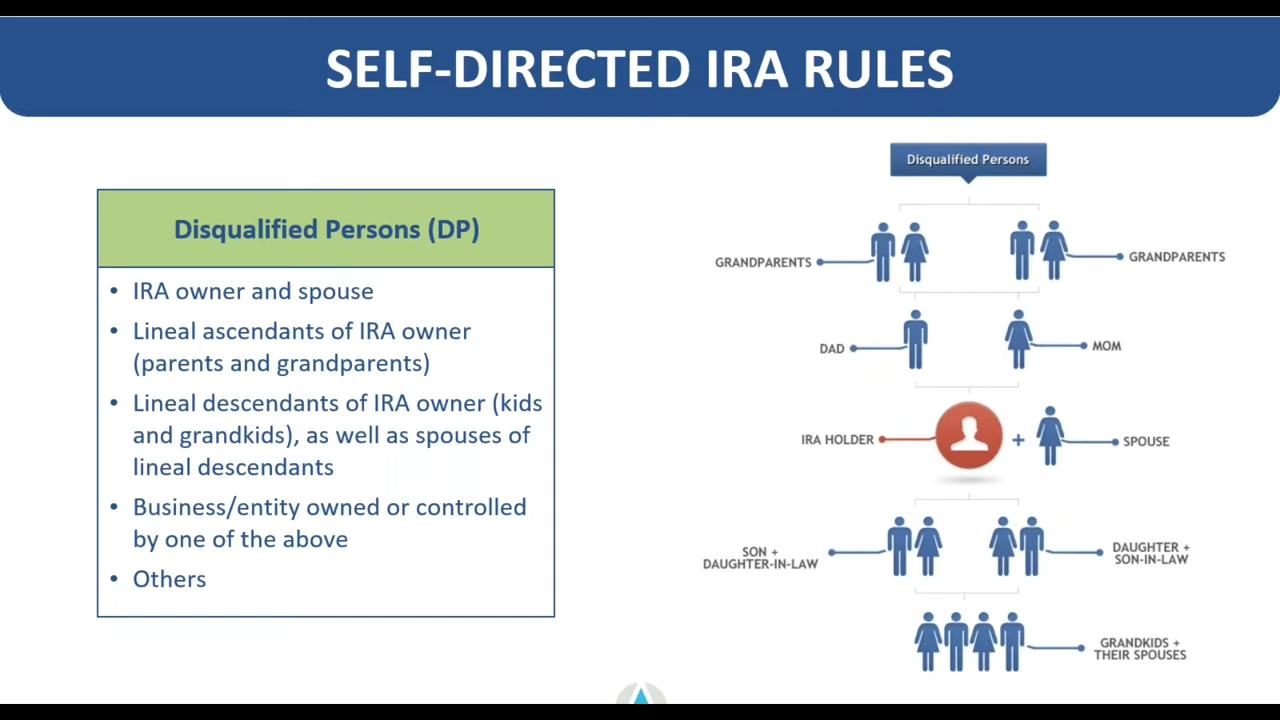 SELF-DIRECTED IRA RULES
Disqualified Persons (DP)
• IRA owner and spouse
• Lineal ascendants of IRA owner
(parents and grandparents)
• Lineal descendants of IRA owner (kids
and grandkids), as well as spouses of
lineal descendants
• Business/entity owned or controlled
by one of the above
• Others
Disqualified Persons
GRANDPARENTS
GRANDPARENTS
DAD
MOM
IRA HOLDER
+
SPOUSE
SON +
DAUGHTER-IN-LAW
DAUGHTER +
SON-IN-LAW
GRANDKIDS +
THEIR SPOUSES